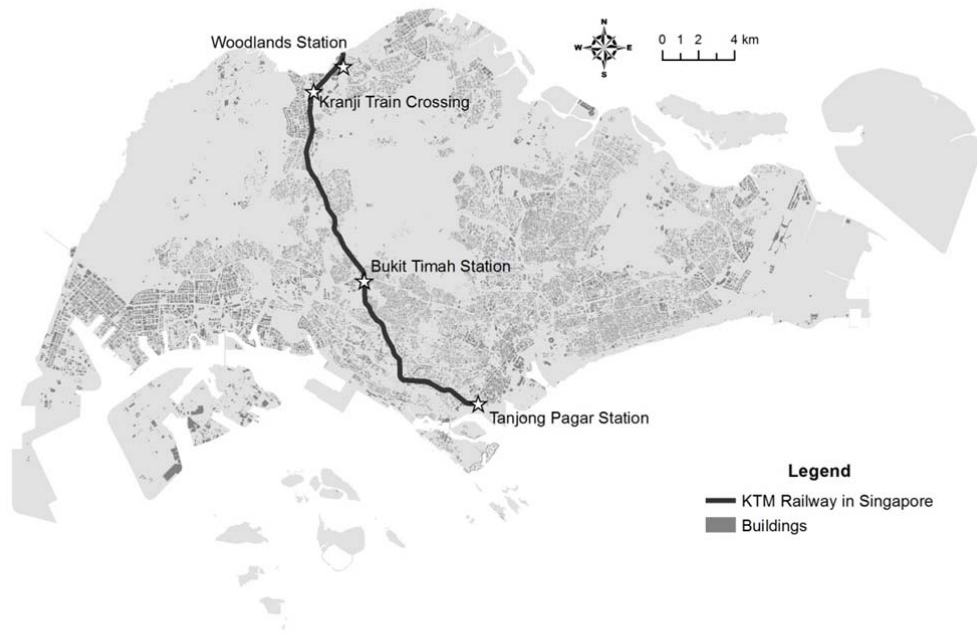 N
W E
S
0 1 2 4 km
Woodlands Station
Kranji Train Crossing
Bukit Timah Station
Tanjong Pagar Station
Legend
KTM Railway in Singapore
Buildings